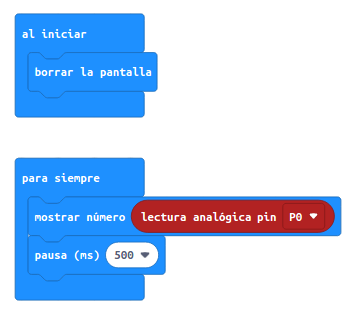 al iniciar
borrar la pantalla
para siempre
mostrar número lectura analógica pin P0
pausa (ms) 500